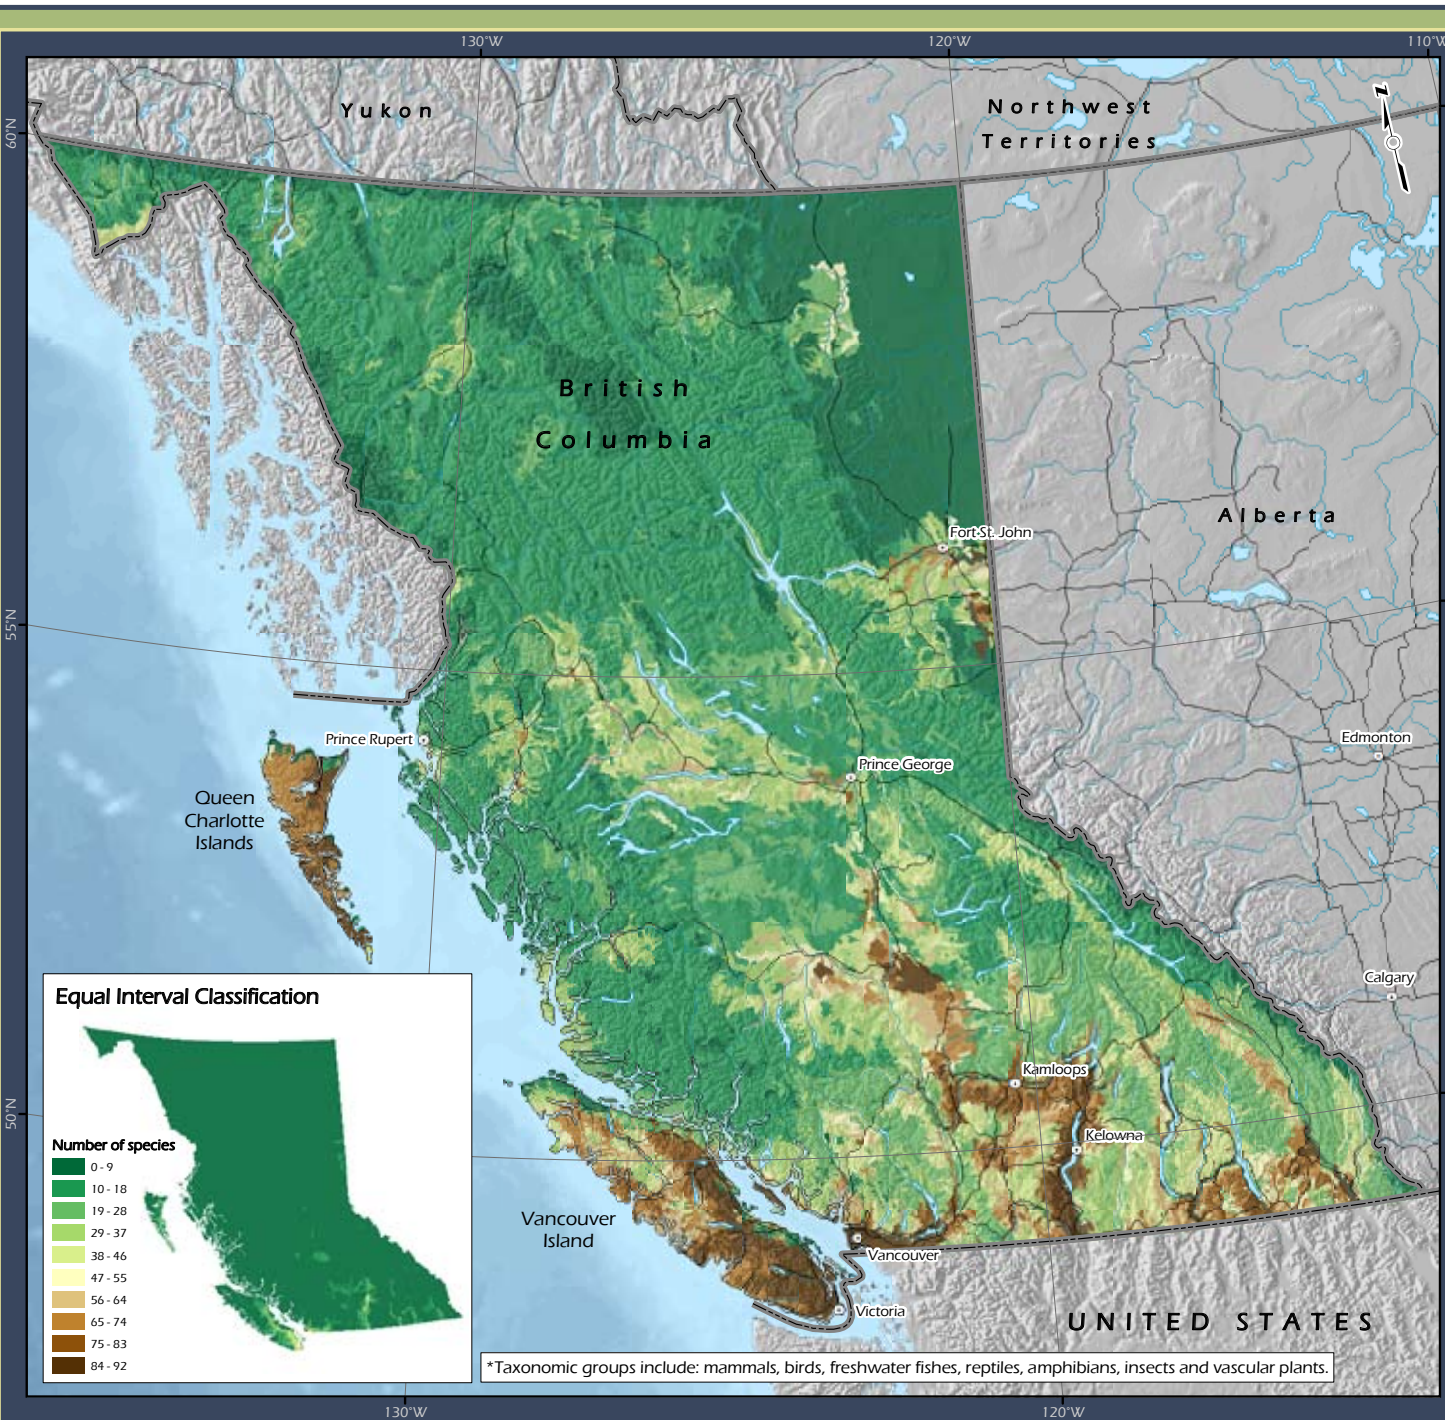 130°W
120°W
110°W
60°N
Yukon
Northwest
Territories
British
Columbia
Alberta
Fort St. John
55°N
Prince Rupert
Edmonton
Prince George
Queen
Charlotte
Islands
Calgary
Equal Interval Classification
Kamloops
50°N
Kelowna
Number of species
0 - 9
10 - 18
19 - 28
29 - 37
38 - 46
47 - 55
56 - 64
65 - 74
75 - 83
84 - 92
Vancouver
Island
Vancouver
Victoria
UNITED STATES
*Taxonomic groups include: mammals, birds, freshwater fishes, reptiles, amphibians, insects and vascular plants.
130°W
120°W